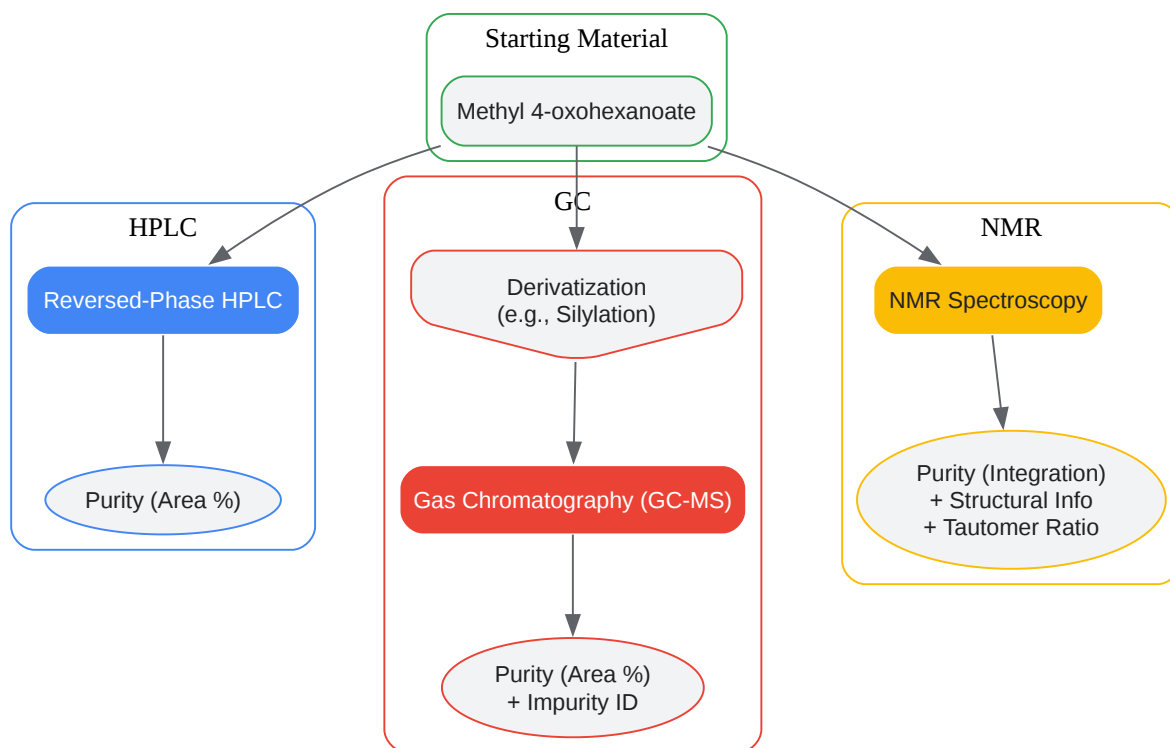 Starting Material
Methyl 4-oxohexanoate
HPLC
Reversed-Phase HPLC
Purity (Area %)
GC
Derivatization
(e.g., Silylation)
Gas Chromatography (GC-MS)
Purity (Area %)
+ Impurity ID
NMR
NMR Spectroscopy
Purity (Integration)
+ Structural Info
+ Tautomer Ratio